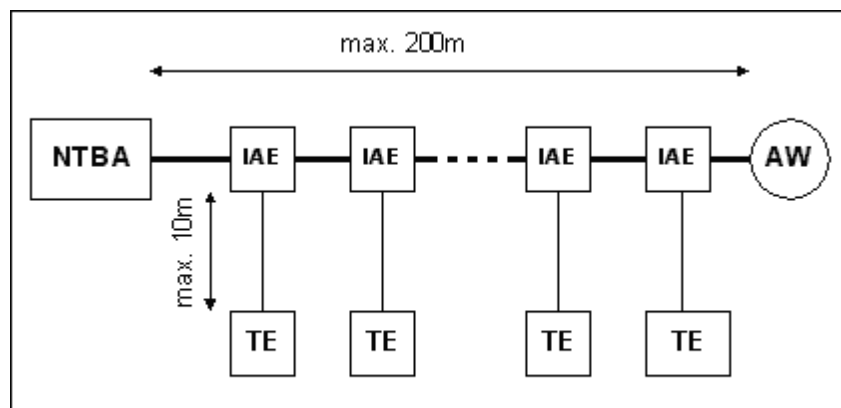 max. 200m
NTBA IAE IAE IAE IAE AW
max. 10m
TE TE TE TE